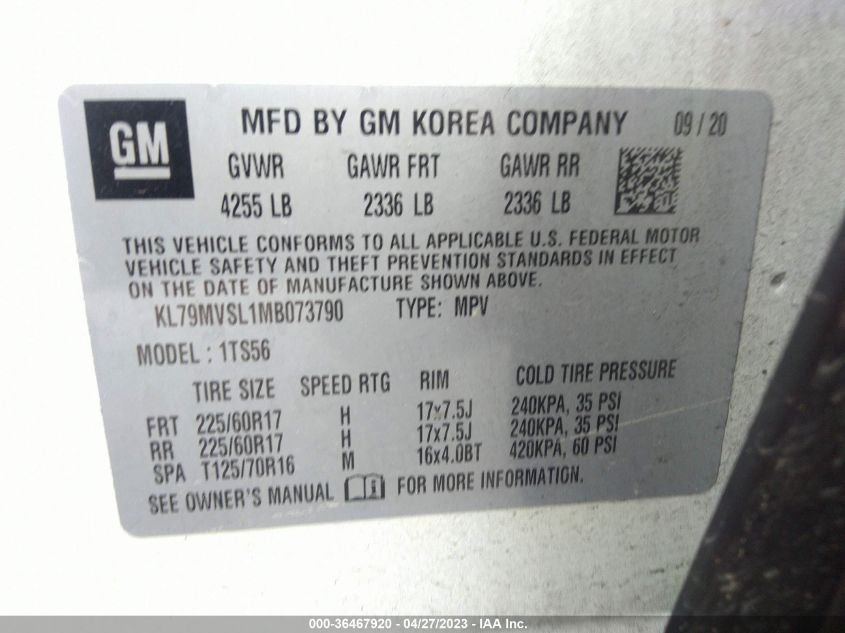 GM MFD BY GM KOREA COMPANY 09/20
GVWR GAWR FRT GAWR RR
4255 LB 2336 LB 2336 LB
THIS VEHICLE CONFORMS TO ALL APPLICABLE U.S. FEDERAL MOTOR
VEHICLE SAFETY AND THEFT PREVENTION STANDARDS IN EFFECT
ON THE DATE OF MANUFACTURE SHOWN ABOVE.
KL79MVSL1MB073790 TYPE: MPV
MODEL : 1TS56
TIRE SIZE SPEED RTG RIM COLD TIRE PRESSURE
FRT 225/60R17 H 17x7.5J 240KPA, 35 PSI
RR 225/60R17 H 17x7.5J 240KPA, 35 PSI
SPA T125/70R16 M 16x4.0BT 420KPA, 60 PSI
SEE OWNER'S MANUAL FOR MORE INFORMATION.
000-36467920 - 04/27/2023 - IAA Inc.